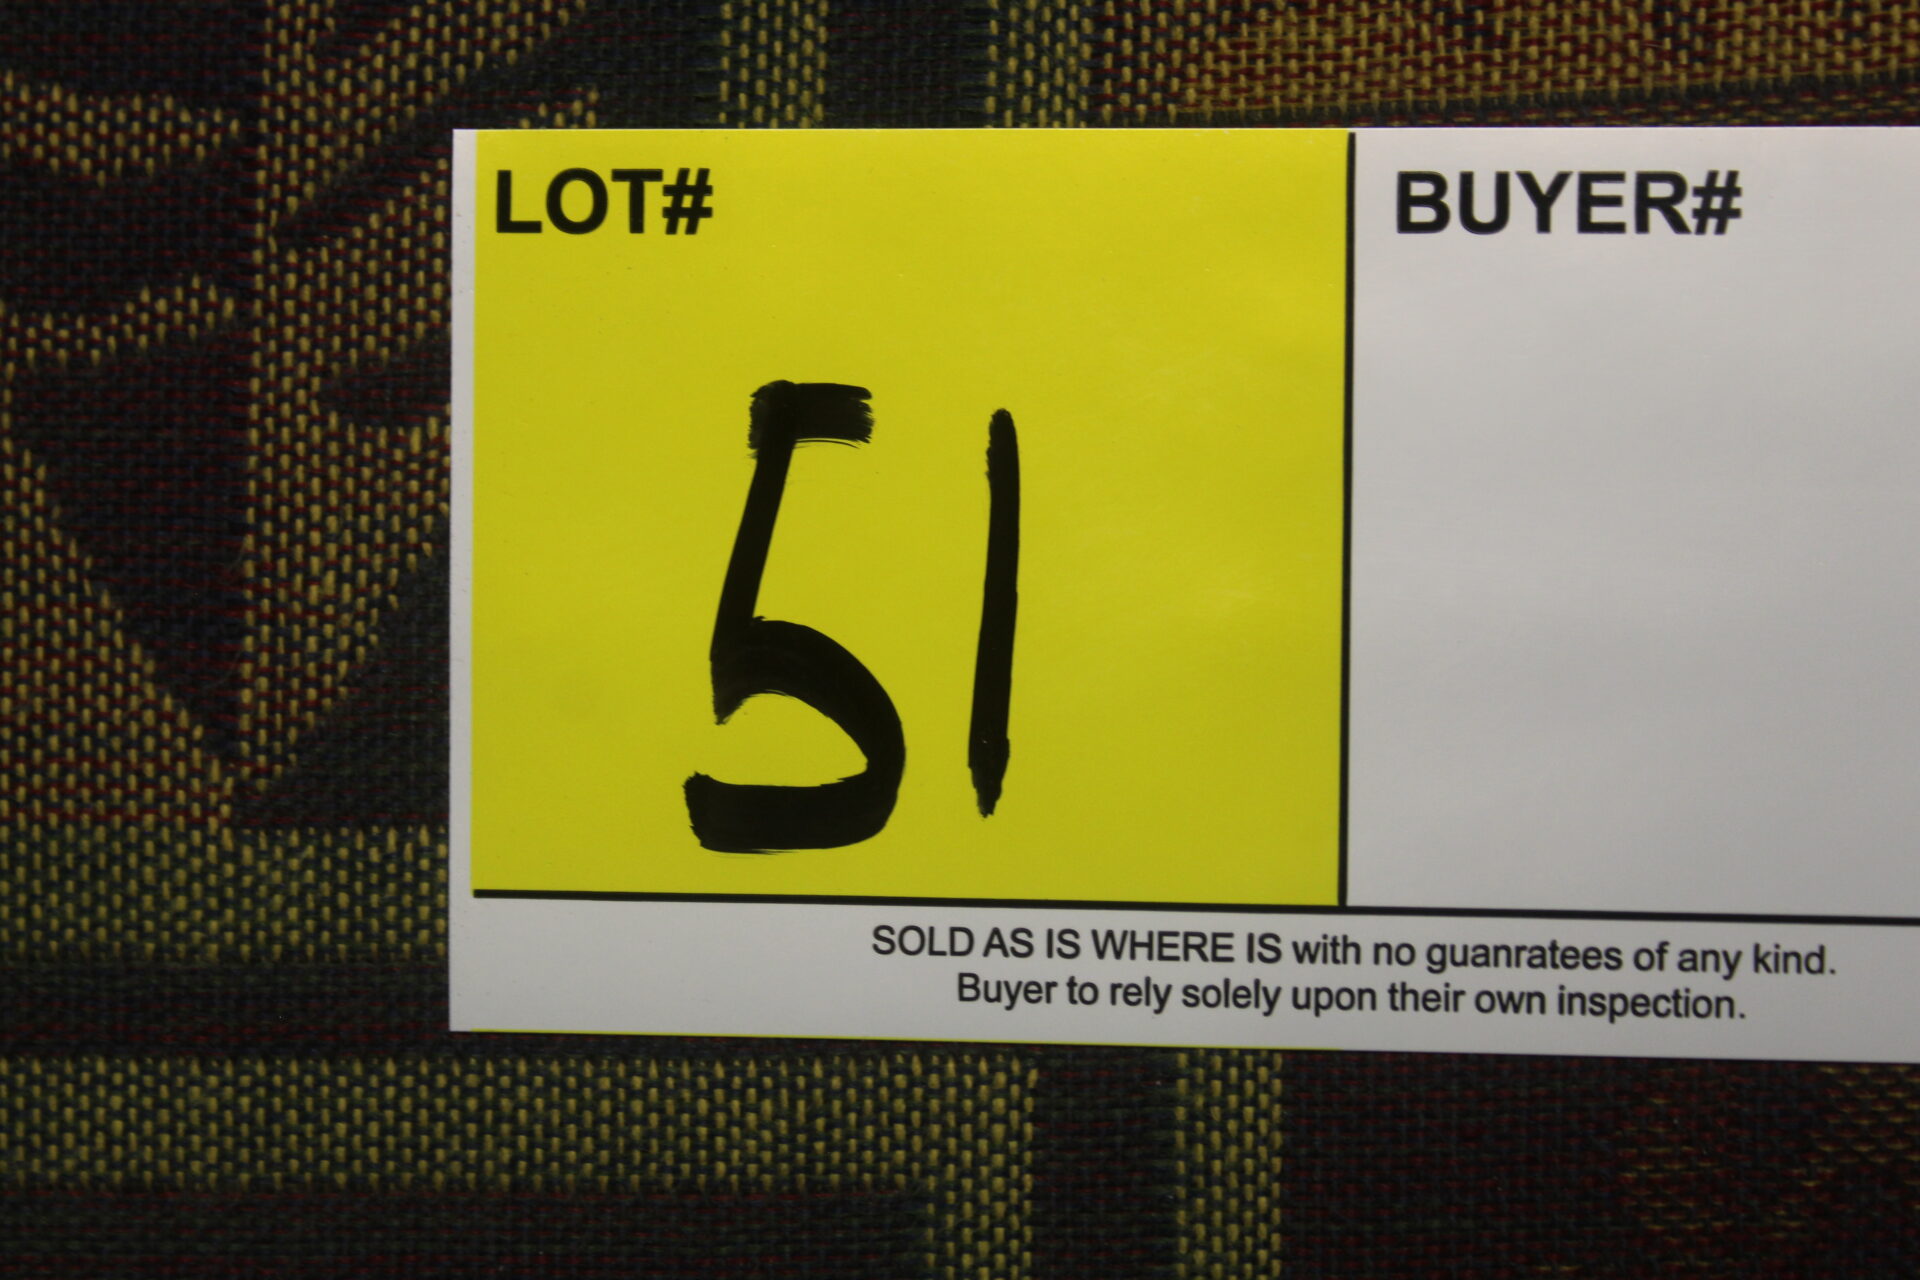 LOT# BUYER#
51
SOLD AS IS WHERE IS with no guanratees of any kind.
Buyer to rely solely upon their own inspection.